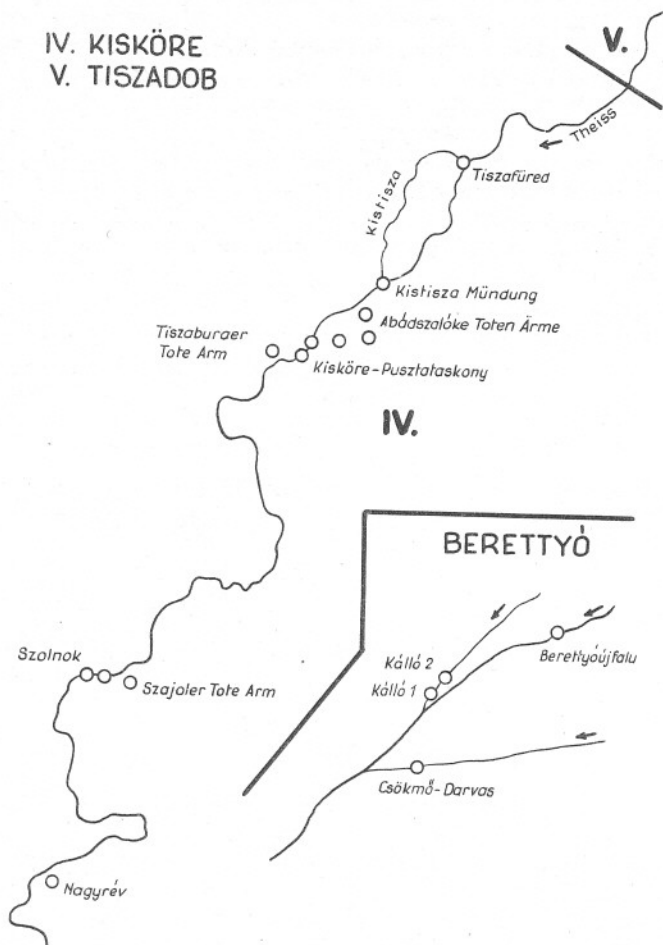 IV. KISKÖRE
V. TISZADOB
V.
Theiss
Tiszafüred
Kistisza
Kistisza Mündung
Abádszalóke Toten Ärme
Tiszaburaer
Tote Arm
Kisköre-Pusztataskony
IV.
BERETTYÓ
Szolnok
Szajoler Tote Arm
Kálló 2
Kálló 1
Berettyóújfalu
Csökmő-Darvas
Nagyrév